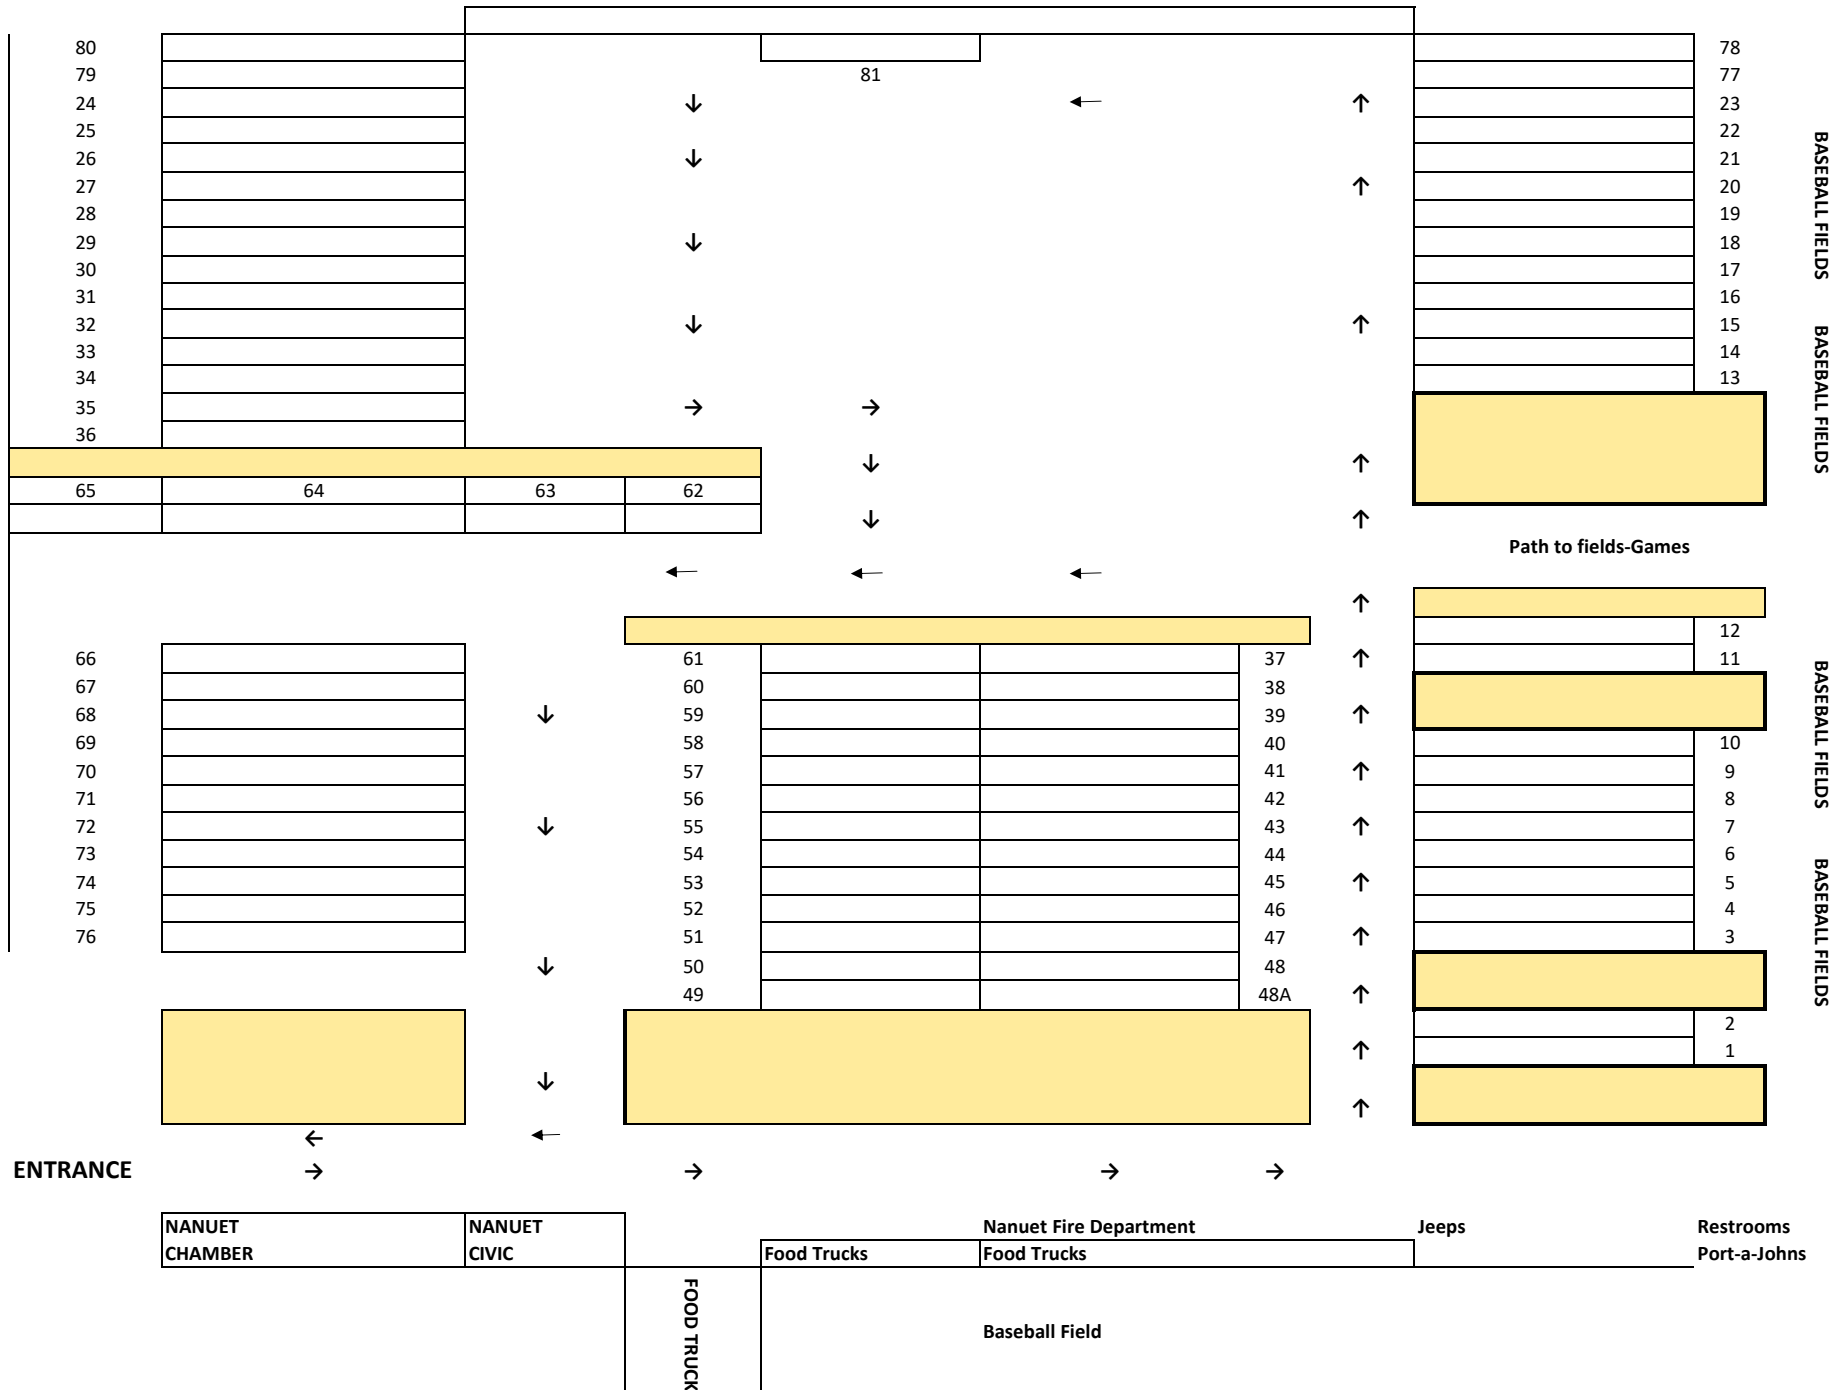 80 78
79 81 77
24 ↓ ← ↑ 23
25 22
26 ↓ 21
27 ↑ 20
28 19
29 ↓ 18
30 17
31 16
32 ↓ ↑ 15
33 14
34 13
35 → →
36
↓ ↑
65 64 63 62
↓ ↑
Path to fields-Games
← ← ←
↑
12
66 61 37 ↑ 11
67 60 38
68 ↓ 59 39 ↑
69 58 40 10
70 57 41 ↑ 9
71 56 42 8
72 ↓ 55 43 ↑ 7
73 54 44 6
74 53 45 ↑ 5
75 52 46 4
76 51 47 ↑ 3
↓ 50 48
49 48A ↑
2
↑ 1
↓
↑
← ←
ENTRANCE → → → →
NANUET NANUET Nanuet Fire Department Jeeps Restrooms
CHAMBER CIVIC Food Trucks Food Trucks Port-a-Johns
FOOD TRUCK
Baseball Field
BASEBALL FIELDS
BASEBALL FIELDS
BASEBALL FIELDS
BASEBALL FIELDS